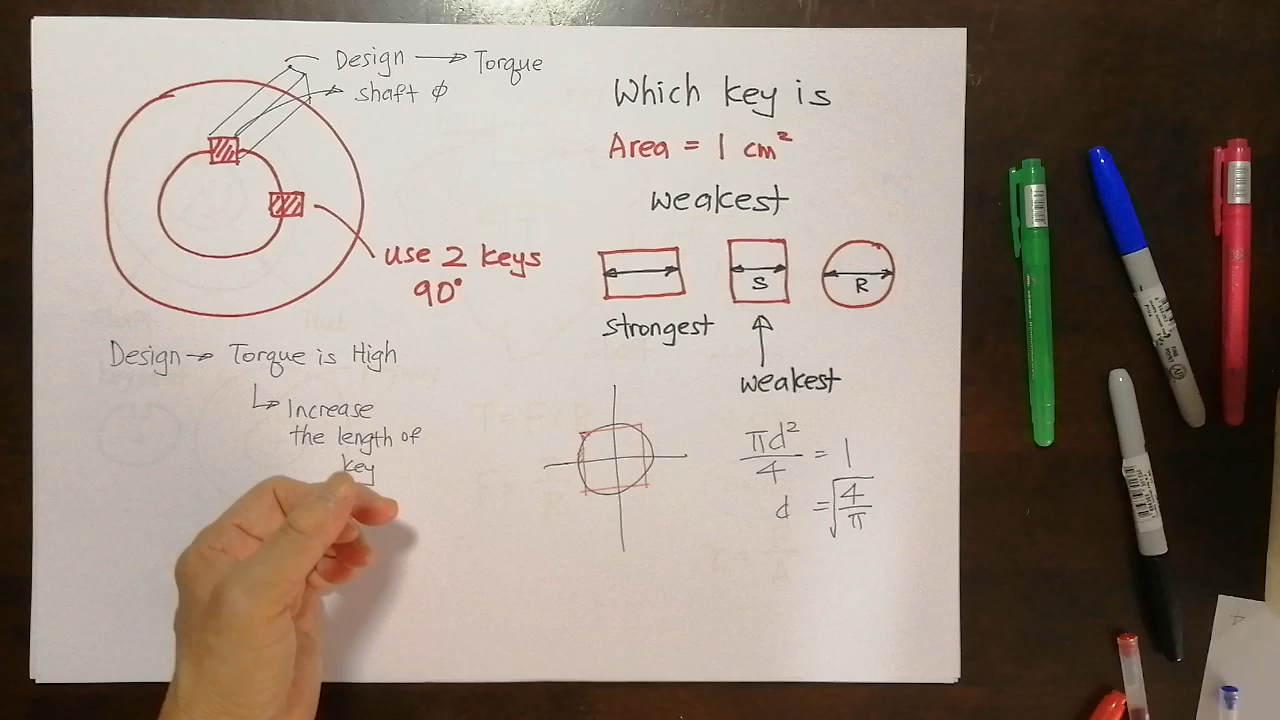 Design → Torque
shaft φ
use 2 keys
90°
Design → Torque is High
↳ Increase
the length of
key
Which key is
Area = 1 cm²
weakest
S
R
strongest
↑
weakest
πd²/4 = 1
d = √(4/π)